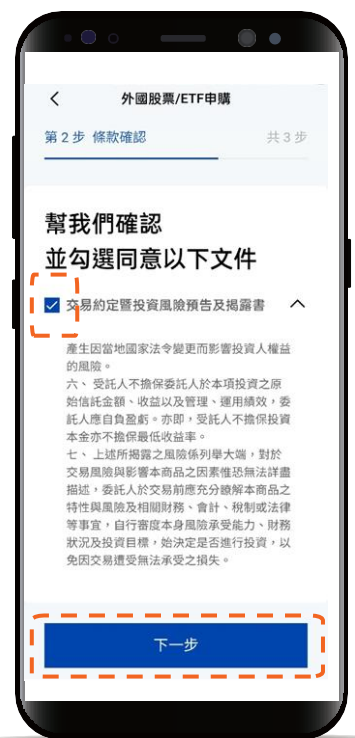 外國股票/ETF申購
第2步 條款確認 共3步
幫我們確認
並勾選同意以下文件
交易約定暨投資風險預告及揭露書
產生因當地國家法令變更而影響投資人權益
的風險。
六、 受託人不擔保委託人於本項投資之原
始信託金額、收益以及管理、運用績效，委
託人應自負盈虧。亦即，受託人不擔保投資
本金亦不擔保最低收益率。
七、 上述所揭露之風險係列舉大端，對於
交易風險與影響本商品之因素惟恐無法詳盡
描述，委託人於交易前應充分瞭解本商品之
特性與風險及相關財務、會計、稅制或法律
等事宜，自行審度本身風險承受能力、財務
狀況及投資目標，始決定是否進行投資，以
免因交易遭受無法承受之損失。
下一步